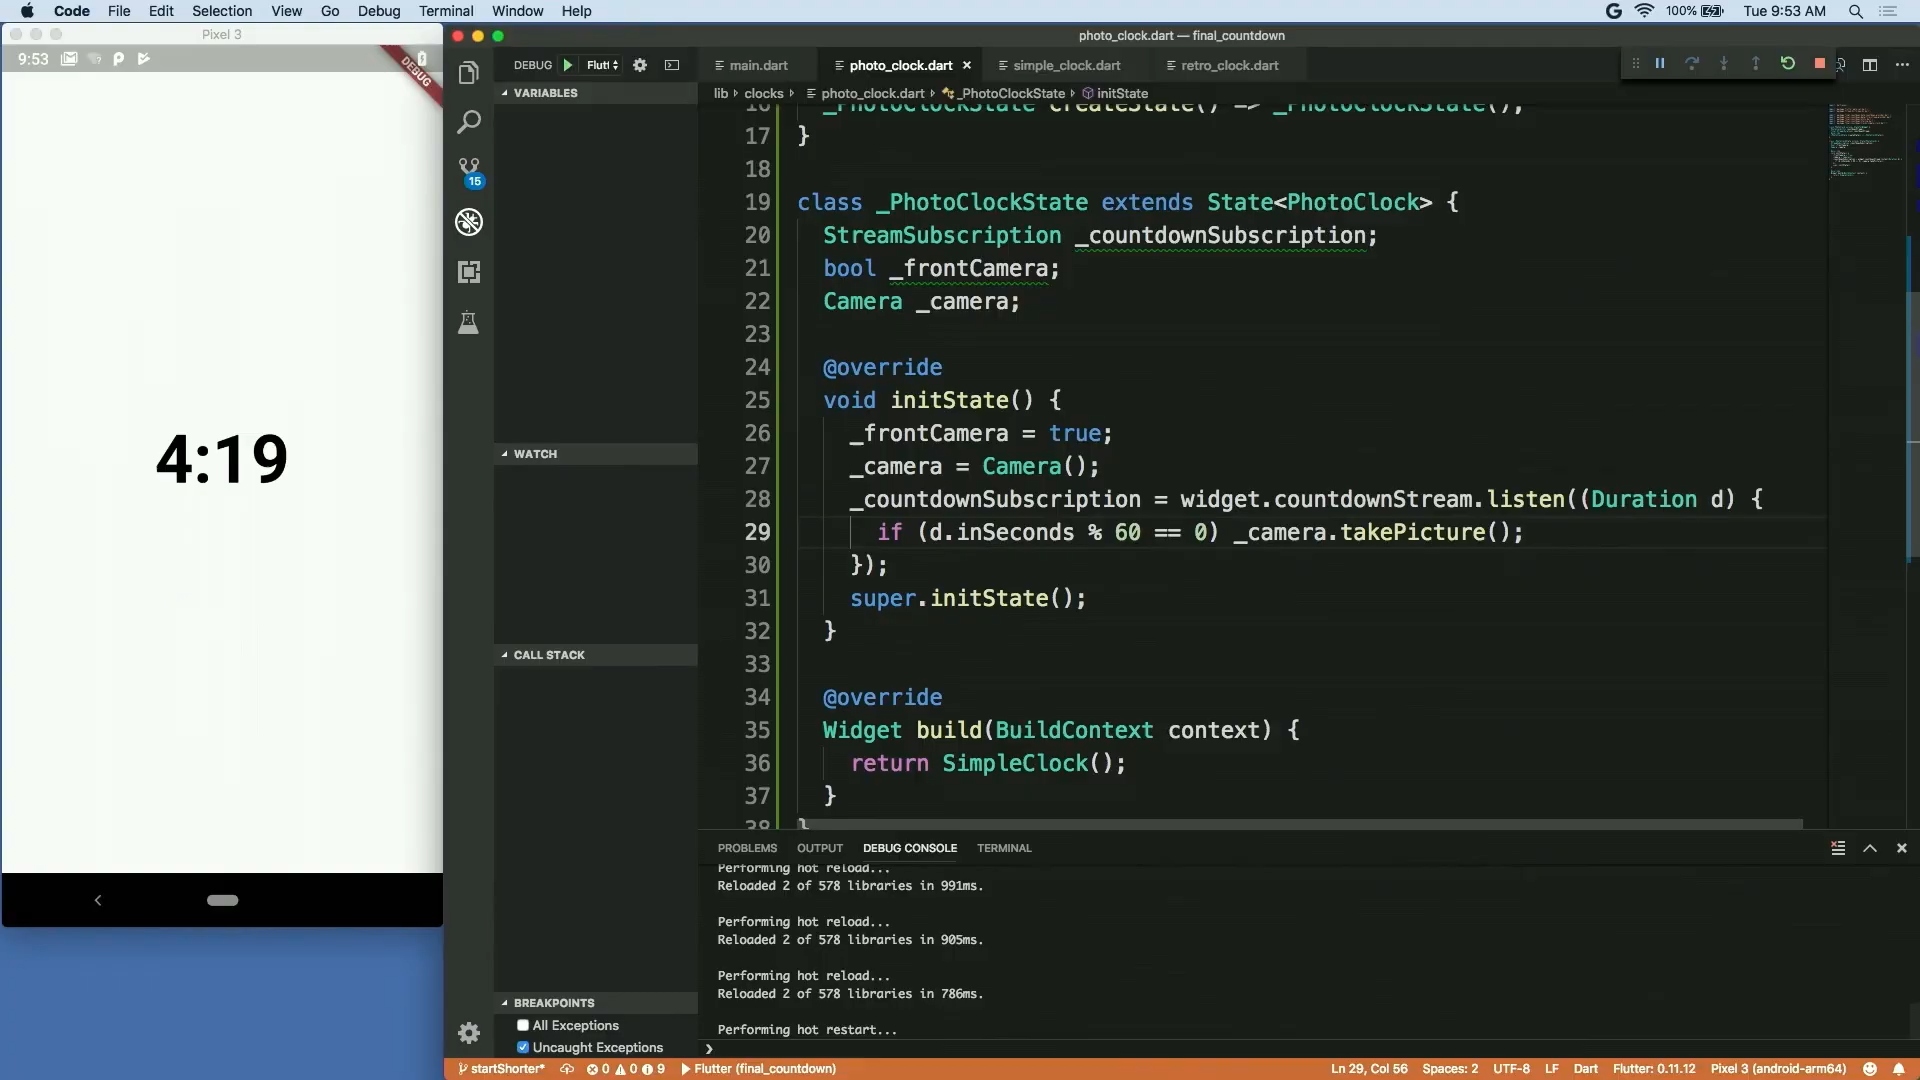 Code File Edit Selection View Go Debug Terminal Window Help
100% Tue 9:53 AM
Pixel 3
9:53
DEBUG
4:19
photo_clock.dart — final_countdown
DEBUG Flutt
main.dart
photo_clock.dart ×
simple_clock.dart
retro_clock.dart
lib clocks photo_clock.dart _PhotoClockState initState
VARIABLES
WATCH
CALL STACK
BREAKPOINTS
All Exceptions
Uncaught Exceptions
15
16 _PhotoClockState createState() => _PhotoClockState();
17 }
18
19 class _PhotoClockState extends State<PhotoClock> {
20 StreamSubscription _countdownSubscription;
21 bool _frontCamera;
22 Camera _camera;
23
24 @override
25 void initState() {
26 _frontCamera = true;
27 _camera = Camera();
28 _countdownSubscription = widget.countdownStream.listen((Duration d) {
29 if (d.inSeconds % 60 == 0) _camera.takePicture();
30 });
31 super.initState();
32 }
33
34 @override
35 Widget build(BuildContext context) {
36 return SimpleClock();
37 }
38 }
PROBLEMS OUTPUT DEBUG CONSOLE TERMINAL
Performing hot reload...
Reloaded 2 of 578 libraries in 991ms.
Performing hot reload...
Reloaded 2 of 578 libraries in 905ms.
Performing hot reload...
Reloaded 2 of 578 libraries in 786ms.
Performing hot restart...
startShorter* 0 0 9 Flutter (final_countdown)
Ln 29, Col 56 Spaces: 2 UTF-8 LF Dart Flutter: 0.11.12 Pixel 3 (android-arm64)